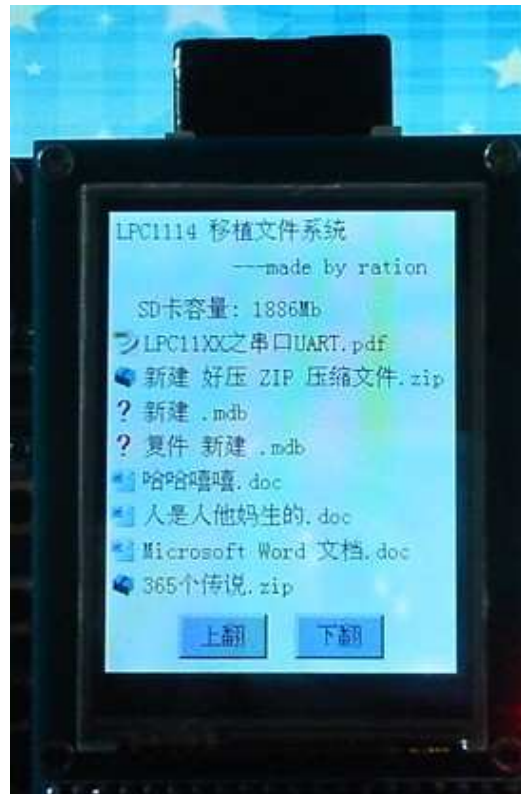 LPC1114 移植文件系统
---made by ration
SD卡容量: 1886Mb
LPC11XX之串口UART.pdf
? 新建 好压 ZIP 压缩文件.zip
? 新建 .mdb
? 复件 新建 .mdb
哈哈嘻嘻.doc
人是人他妈生的.doc
Microsoft Word 文档.doc
365个传说.zip
上翻 下翻